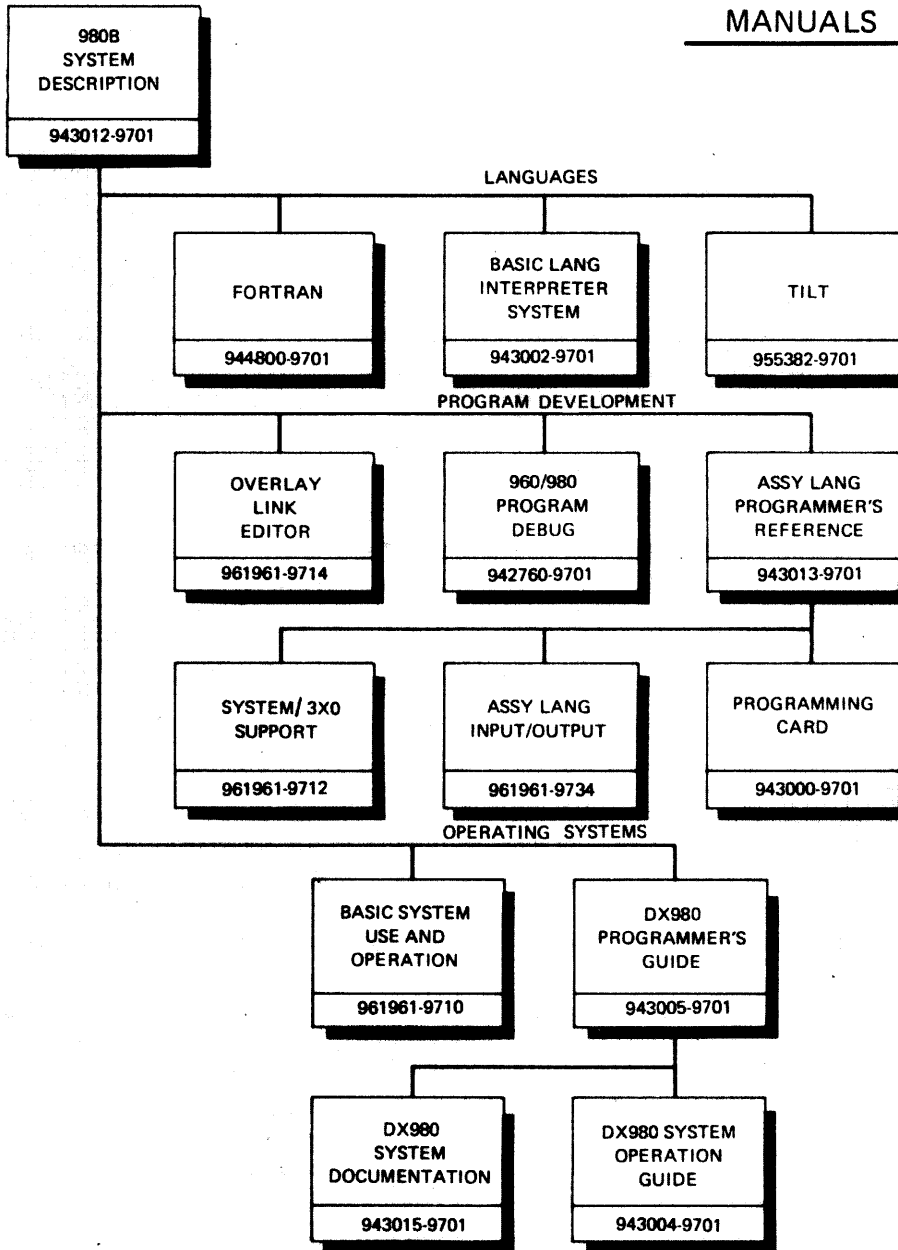 MANUALS
980B
SYSTEM
DESCRIPTION
943012-9701
LANGUAGES
FORTRAN
944800-9701
BASIC LANG
INTERPRETER
SYSTEM
943002-9701
TILT
955382-9701
PROGRAM DEVELOPMENT
OVERLAY
LINK
EDITOR
961961-9714
960/980
PROGRAM
DEBUG
942760-9701
ASSY LANG
PROGRAMMER'S
REFERENCE
943013-9701
SYSTEM/3X0
SUPPORT
961961-9712
ASSY LANG
INPUT/OUTPUT
961961-9734
PROGRAMMING
CARD
943000-9701
OPERATING SYSTEMS
BASIC SYSTEM
USE AND
OPERATION
961961-9710
DX980
PROGRAMMER'S
GUIDE
943005-9701
DX980
SYSTEM
DOCUMENTATION
943015-9701
DX980 SYSTEM
OPERATION
GUIDE
943004-9701